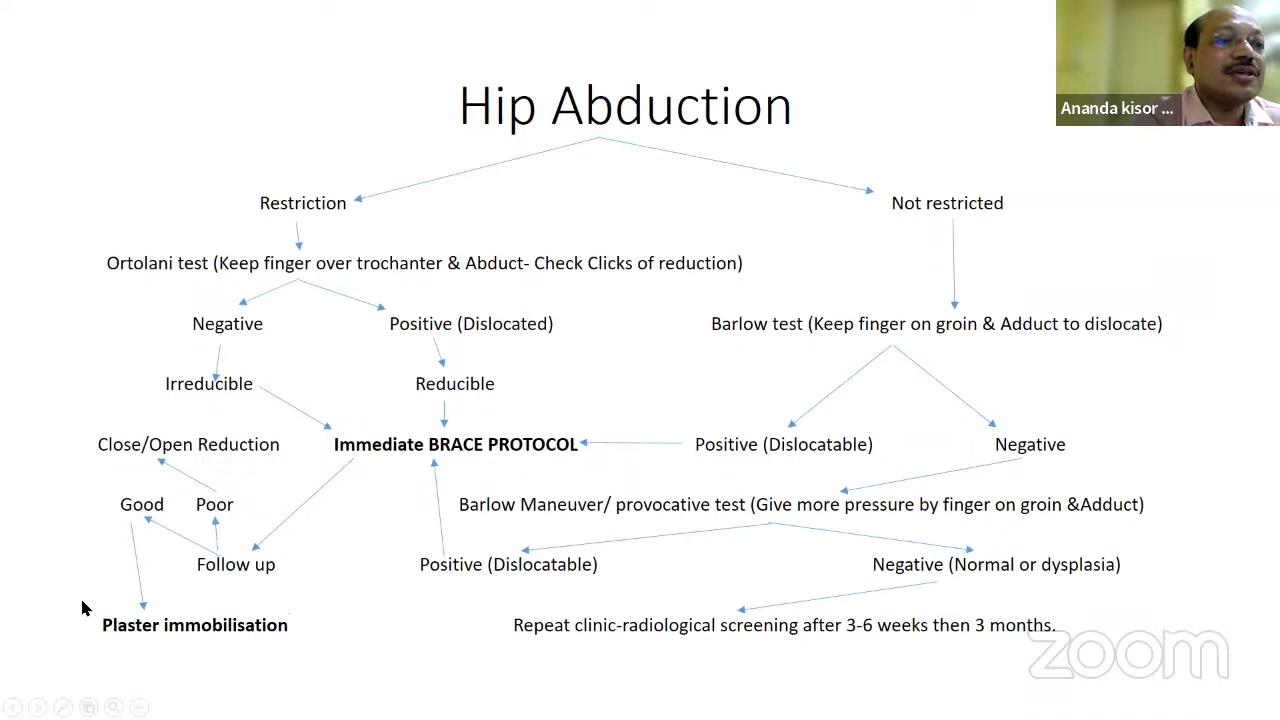 Hip Abduction
Ananda kisor ...
Restriction
Not restricted
Ortolani test (Keep finger over trochanter & Abduct- Check Clicks of reduction)
Negative
Positive (Dislocated)
Barlow test (Keep finger on groin & Adduct to dislocate)
Irreducible
Reducible
Close/Open Reduction
Immediate BRACE PROTOCOL
Positive (Dislocatable)
Negative
Good
Poor
Barlow Maneuver/ provocative test (Give more pressure by finger on groin &Adduct)
Follow up
Positive (Dislocatable)
Negative (Normal or dysplasia)
Plaster immobilisation
Repeat clinic-radiological screening after 3-6 weeks then 3 months.
zoom